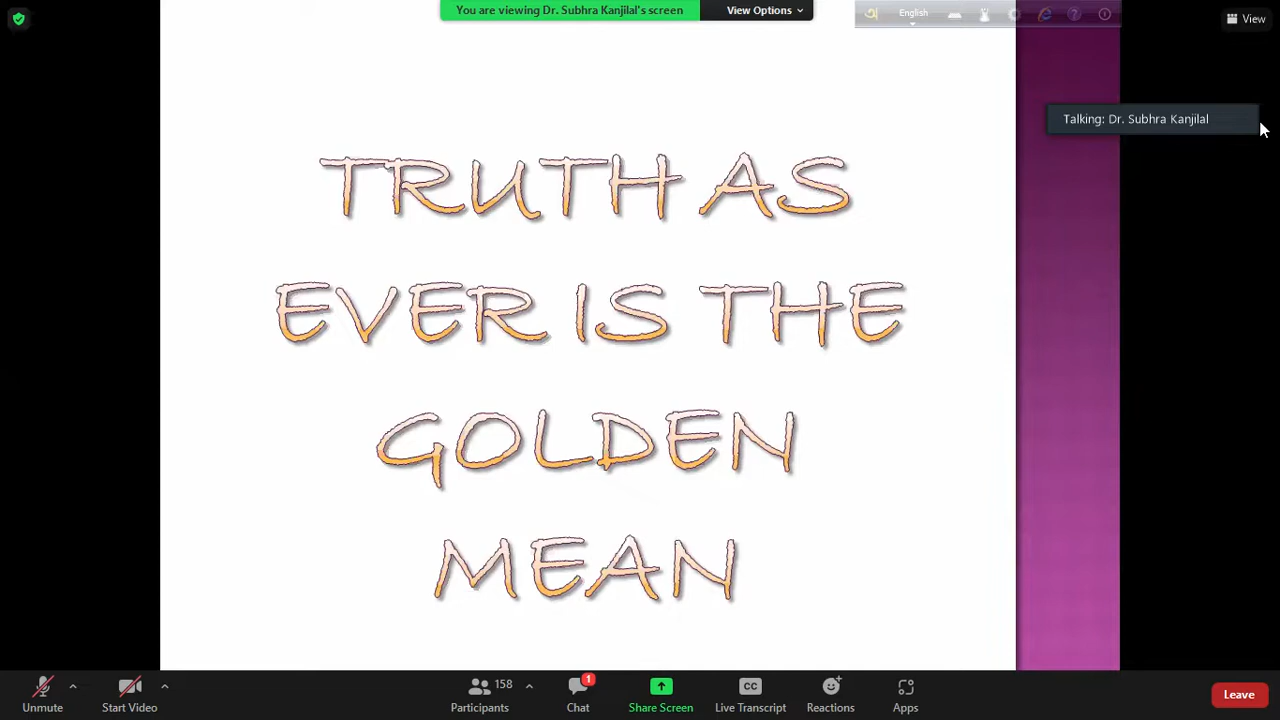 You are viewing Dr. Subhra Kanjilal's screen
View Options
English
View
Talking: Dr. Subhra Kanjilal
TRUTH AS
EVER IS THE
GOLDEN
MEAN
Unmute
Start Video
158
Participants
1
Chat
Share Screen
CC
Live Transcript
Reactions
Apps
Leave